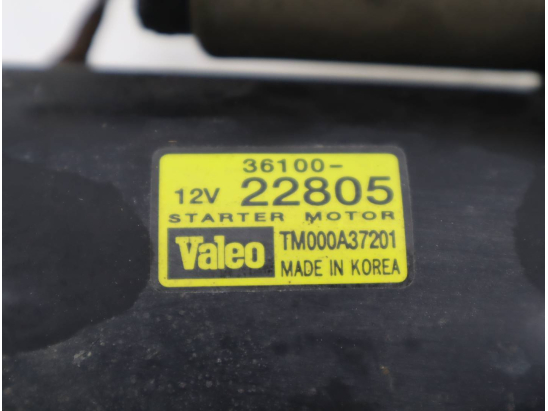 36100-
12V 22805
STARTER MOTOR
Valeo TM000A37201
MADE IN KOREA